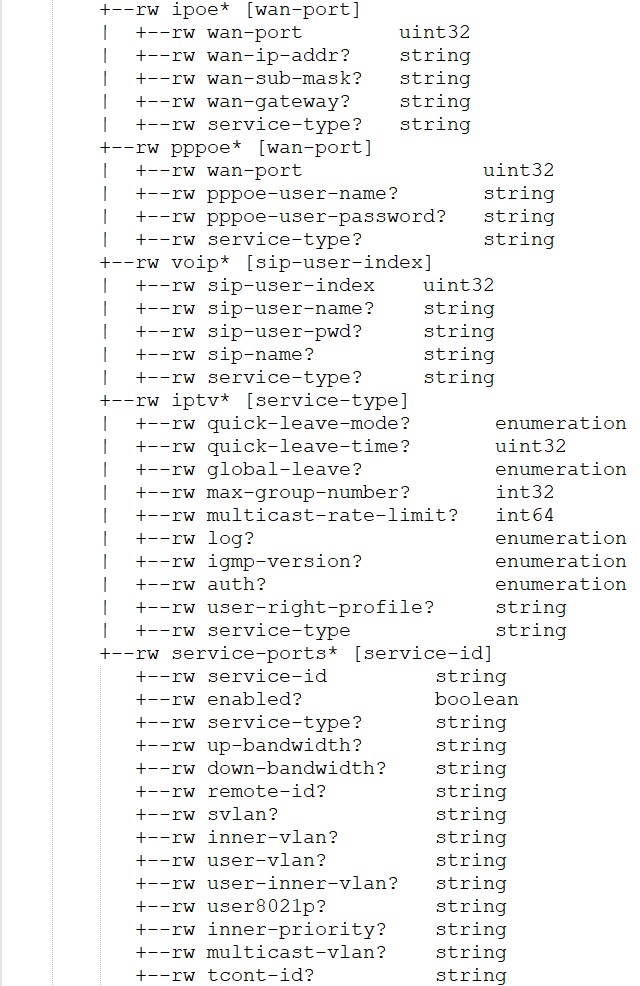 +--rw ipoe* [wan-port]
|  +--rw wan-port        uint32
|  +--rw wan-ip-addr?    string
|  +--rw wan-sub-mask?   string
|  +--rw wan-gateway?    string
|  +--rw service-type?   string
+--rw pppoe* [wan-port]
|  +--rw wan-port               uint32
|  +--rw pppoe-user-name?       string
|  +--rw pppoe-user-password?   string
|  +--rw service-type?          string
+--rw voip* [sip-user-index]
|  +--rw sip-user-index    uint32
|  +--rw sip-user-name?    string
|  +--rw sip-user-pwd?     string
|  +--rw sip-name?         string
|  +--rw service-type?     string
+--rw iptv* [service-type]
|  +--rw quick-leave-mode?       enumeration
|  +--rw quick-leave-time?       uint32
|  +--rw global-leave?           enumeration
|  +--rw max-group-number?       int32
|  +--rw multicast-rate-limit?   int64
|  +--rw log?                    enumeration
|  +--rw igmp-version?           enumeration
|  +--rw auth?                   enumeration
|  +--rw user-right-profile?     string
|  +--rw service-type            string
+--rw service-ports* [service-id]
   +--rw service-id         string
   +--rw enabled?           boolean
   +--rw service-type?      string
   +--rw up-bandwidth?      string
   +--rw down-bandwidth?    string
   +--rw remote-id?         string
   +--rw svlan?             string
   +--rw inner-vlan?        string
   +--rw user-vlan?         string
   +--rw user-inner-vlan?   string
   +--rw user8021p?         string
   +--rw inner-priority?    string
   +--rw multicast-vlan?    string
   +--rw tcont-id?          string